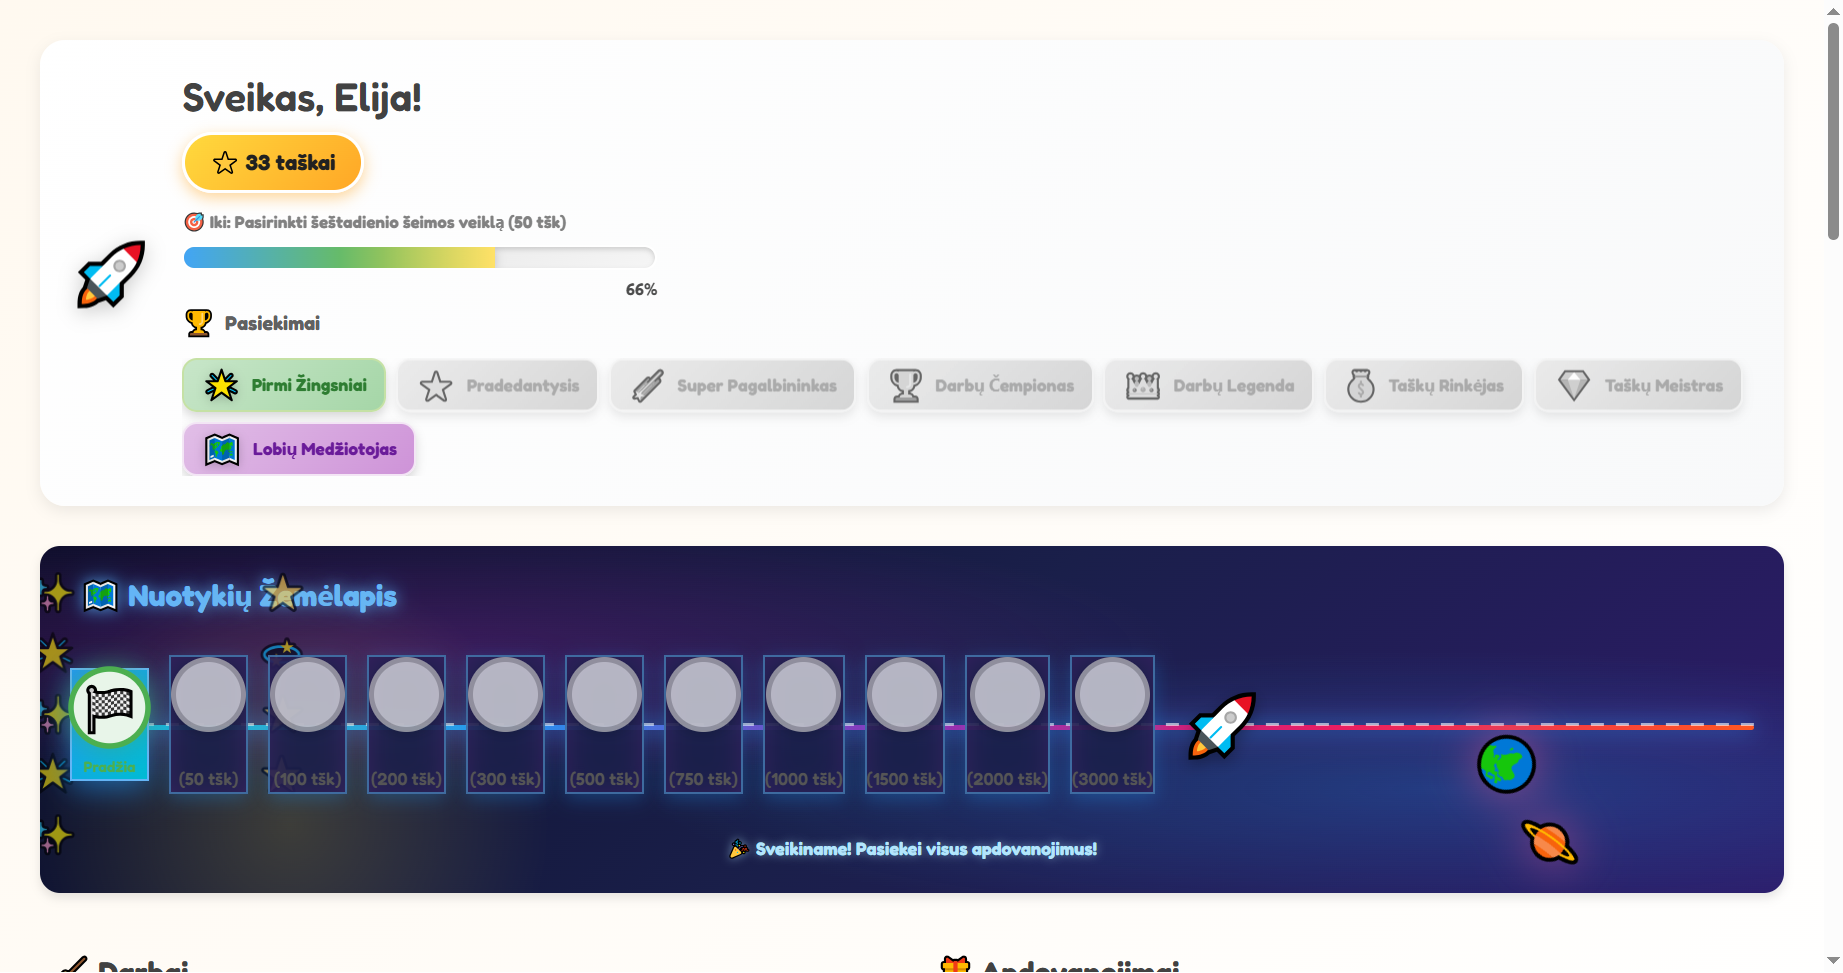 Sveikas, Elija!
33 taškai
Iki: Pasirinkti šeštadienio šeimos veiklą (50 tšk)
66%
Pasiekimai
Pirmi Žingsniai
Pradedantysis
Super Pagalbininkas
Darbų Čempionas
Darbų Legenda
Taškų Rinkėjas
Taškų Meistras
Lobių Medžiotojas
Nuotykių Žemėlapis
Pradžia
(50 tšk)
(100 tšk)
(200 tšk)
(300 tšk)
(500 tšk)
(750 tšk)
(1000 tšk)
(1500 tšk)
(2000 tšk)
(3000 tšk)
Sveikiname! Pasiekei visus apdovanojimus!
Darbai
Apdovanojimai